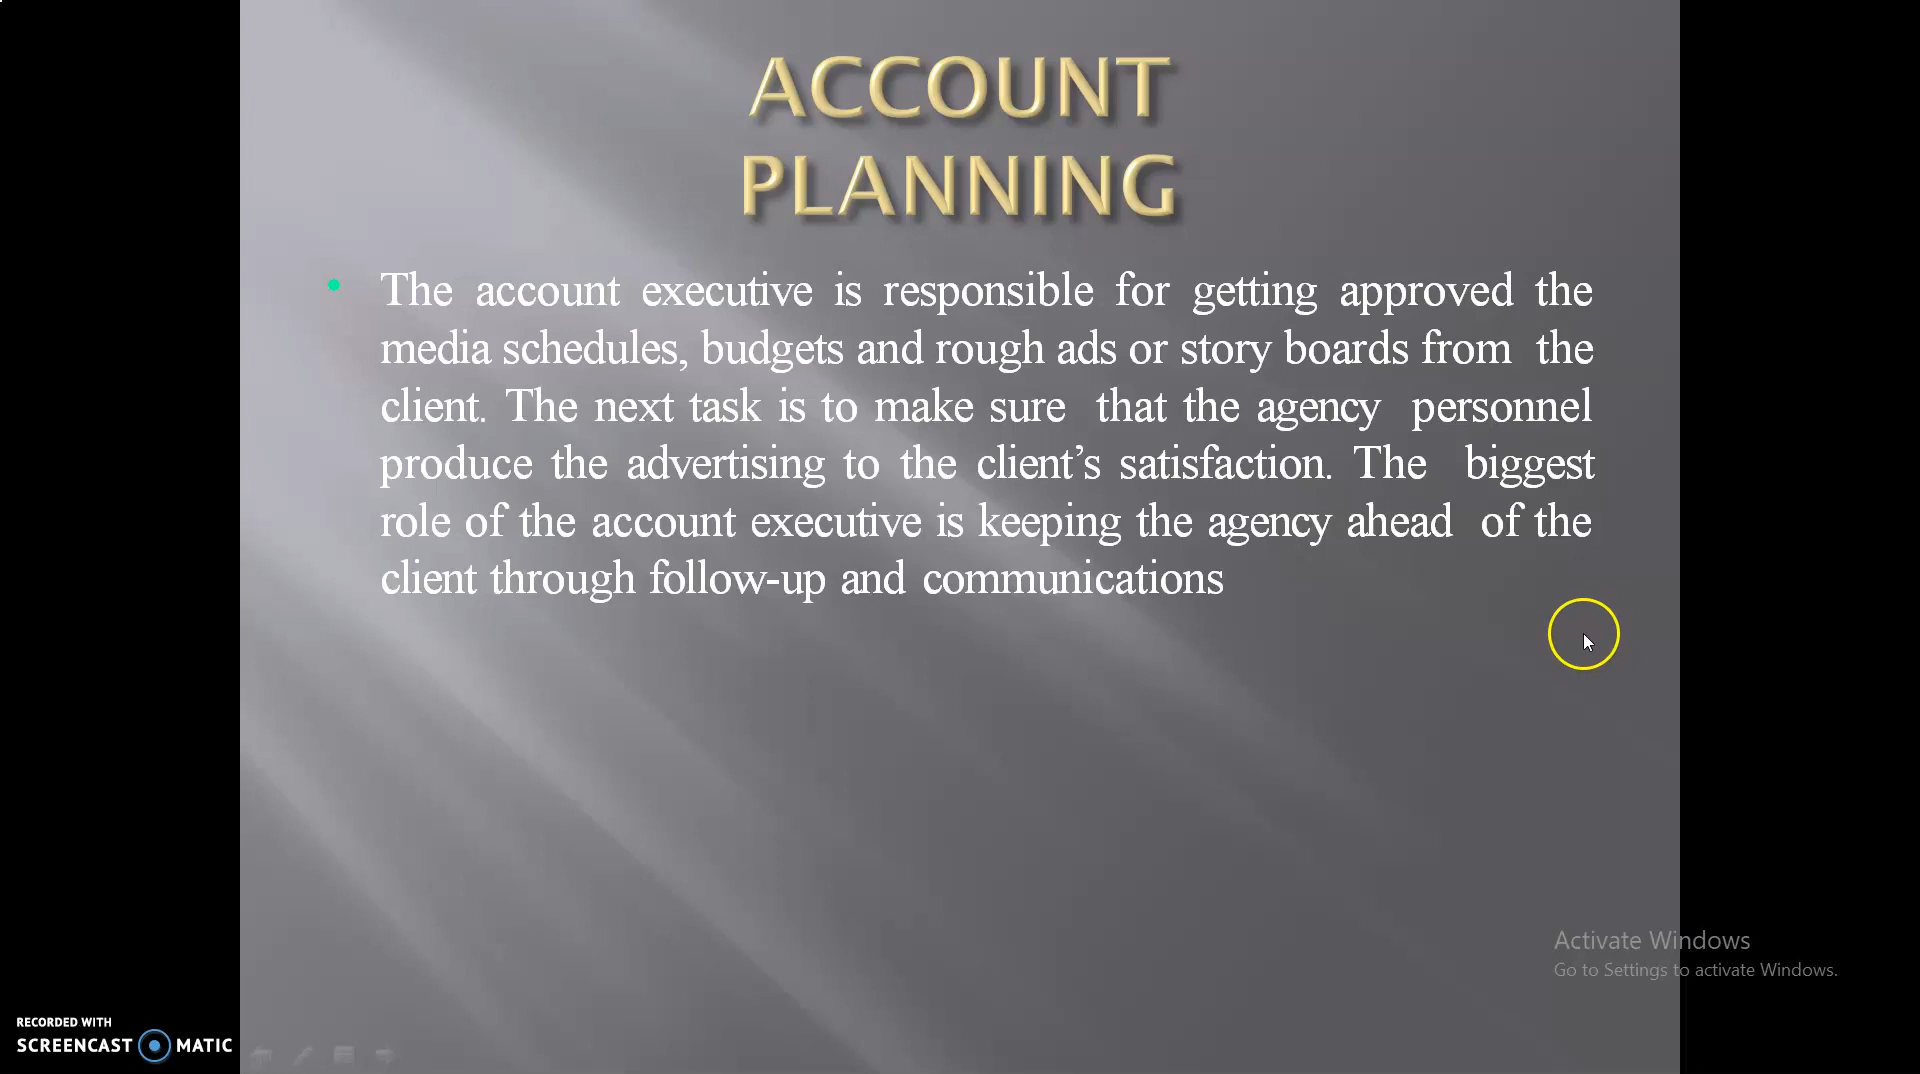 ACCOUNT
PLANNING
• The account executive is responsible for getting approved the
media schedules, budgets and rough ads or story boards from the
client. The next task is to make sure that the agency personnel
produce the advertising to the client’s satisfaction. The biggest
role of the account executive is keeping the agency ahead of the
client through follow-up and communications
Activate Windows
Go to Settings to activate Windows.
RECORDED WITH
SCREENCAST MATIC